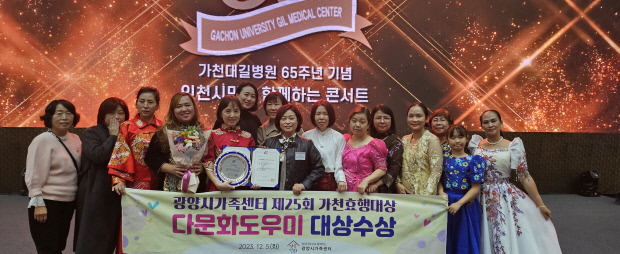 GACHON UNIVERSITY GIL MEDICAL CENTER
가천대길병원 65주년 기념
인천시민 함께하는 콘서트
광양시가족센터 제25회 가천효행대상
다문화도우미 대상수상
2023. 12. 5.(화)
광양시가족센터